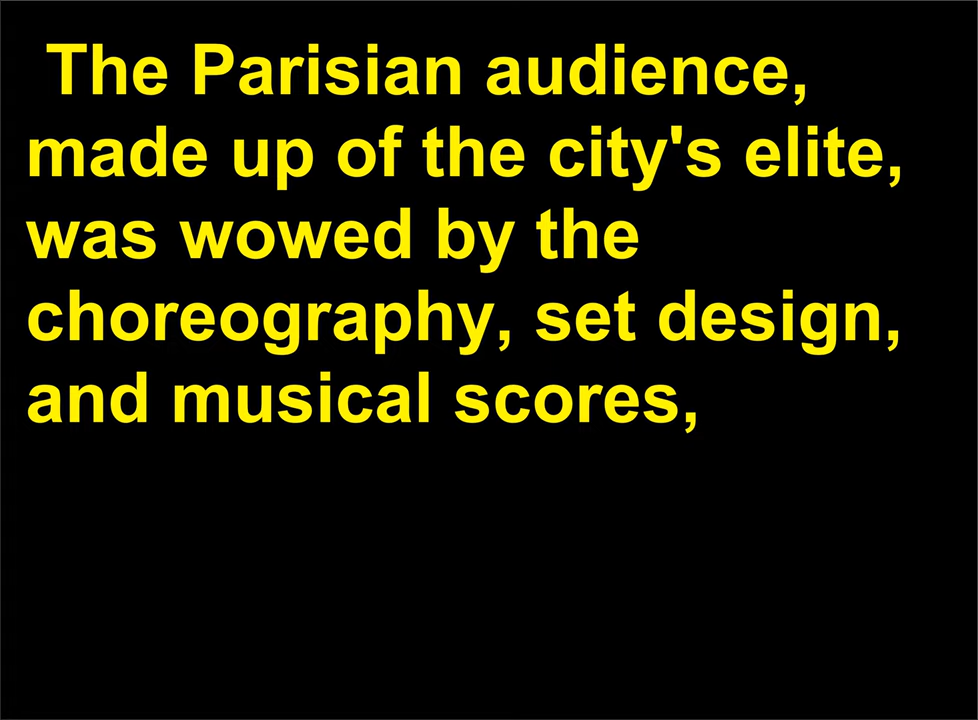 The Parisian audience,
made up of the city's elite,
was wowed by the
choreography, set design,
and musical scores,